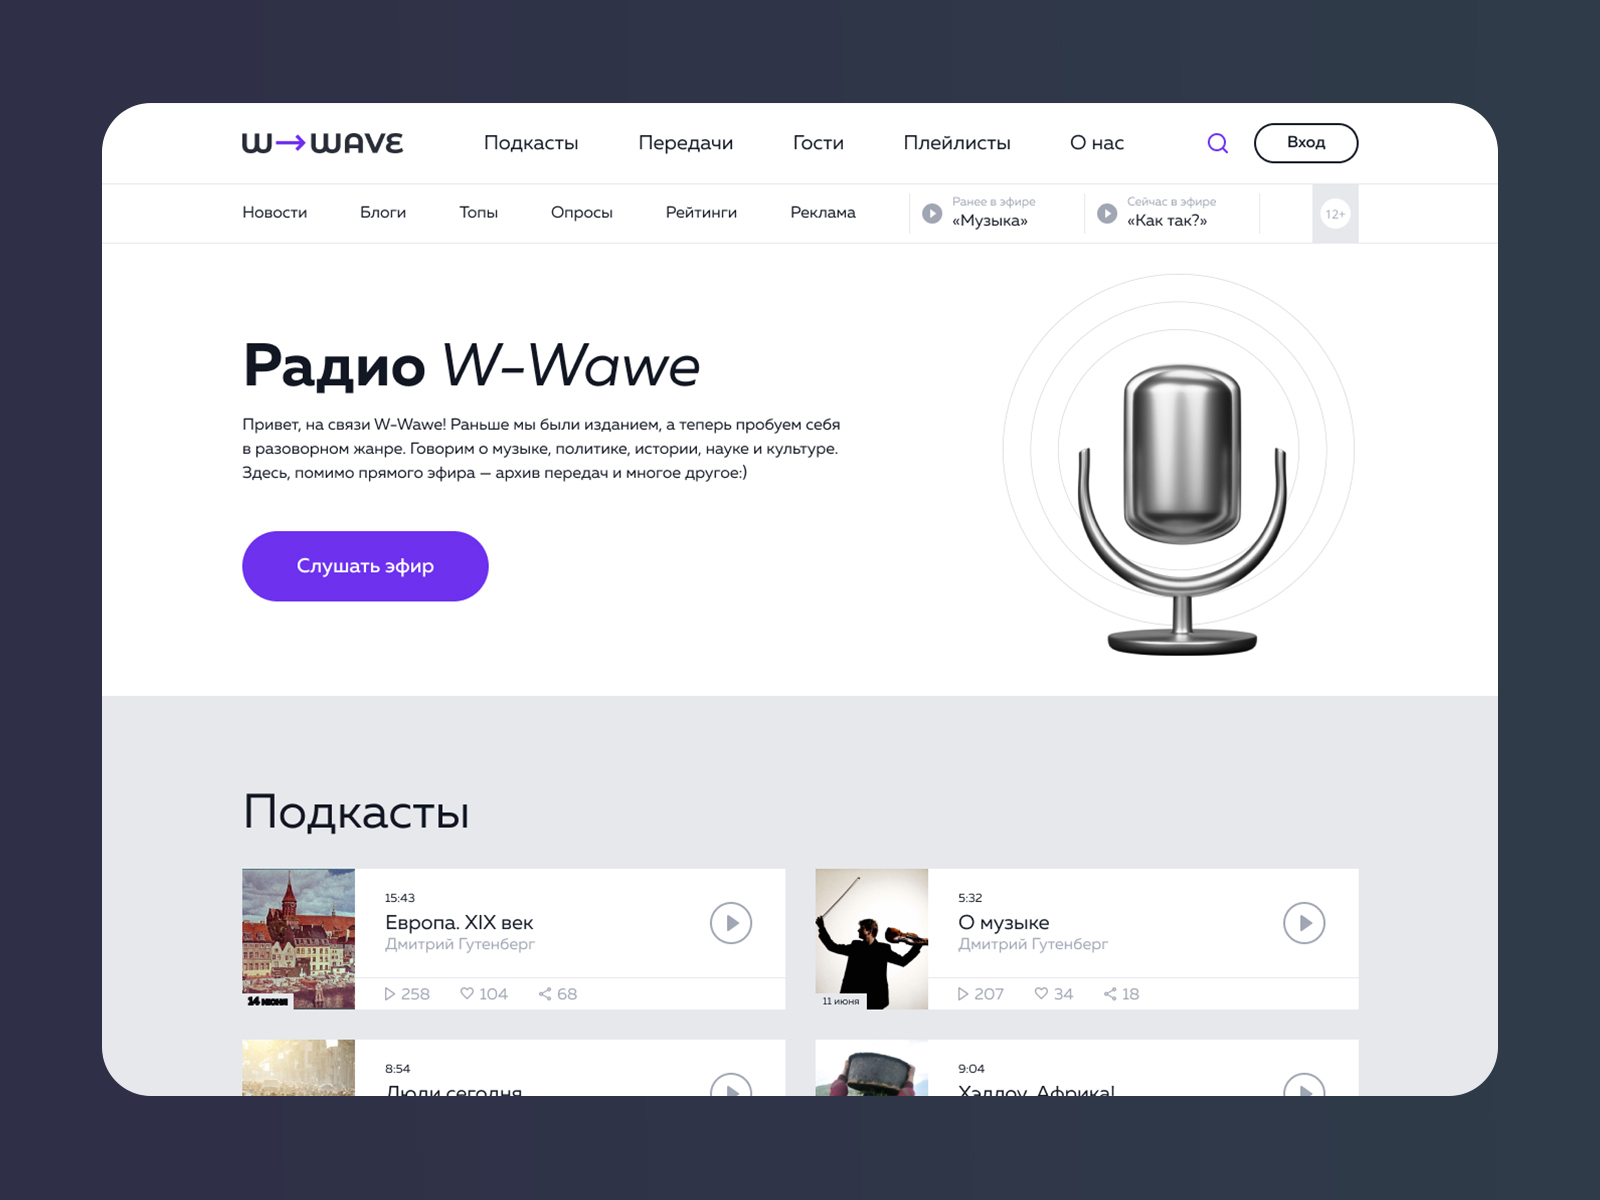 W→WAVE
Подкасты Передачи Гости Плейлисты О нас Вход
Новости Блоги Топы Опросы Рейтинги Реклама
Ранее в эфире
«Музыка»
Сейчас в эфире
«Как так?»
12+
Радио W-Wawe
Привет, на связи W-Wawe! Раньше мы были изданием, а теперь пробуем себя
в разоворном жанре. Говорим о музыке, политике, истории, науке и культуре.
Здесь, помимо прямого эфира — архив передач и многое другое:)
Слушать эфир
Подкасты
15:43
Европа. XIX век
Дмитрий Гутенберг
14 июня
258 104 68
5:32
О музыке
Дмитрий Гутенберг
11 июня
207 34 18
8:54
Люди сегодня
9:04
Хэллоу, Африка!